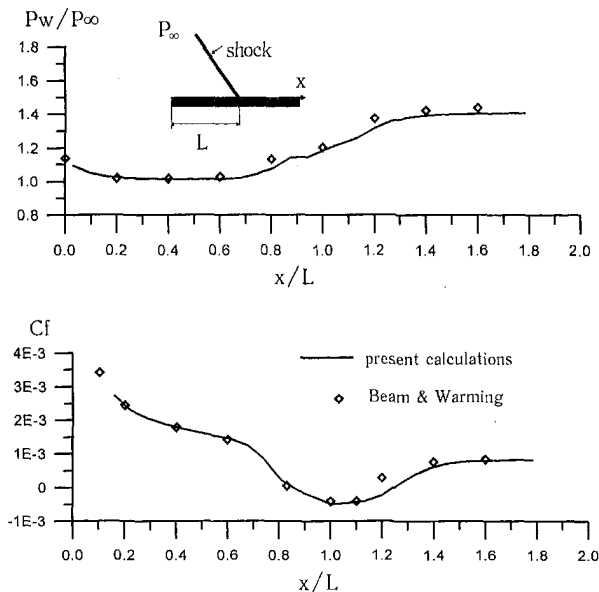 Pw/P∞
P∞
shock
x
L
1.8
1.6
1.4
1.2
1.0
0.8
0.0 0.2 0.4 0.6 0.8 1.0 1.2 1.4 1.6 1.8 2.0
x/L
Cf
4E-3
3E-3
2E-3
1E-3
0
-1E-3
present calculations
Beam & Warming
0.0 0.2 0.4 0.6 0.8 1.0 1.2 1.4 1.6 1.8 2.0
x/L